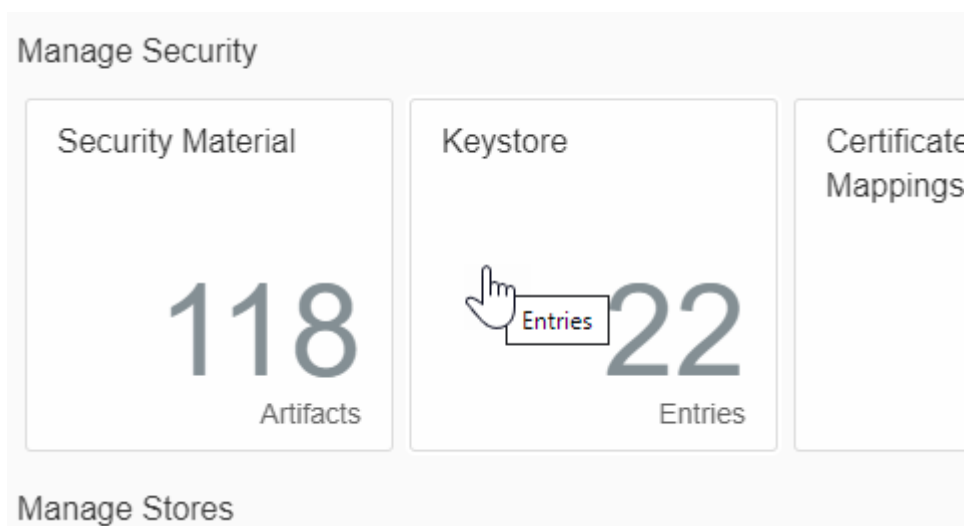 Manage Security
Security Material
Keystore
Certificate
Mappings
118
Entries
22
Artifacts
Entries
Manage Stores